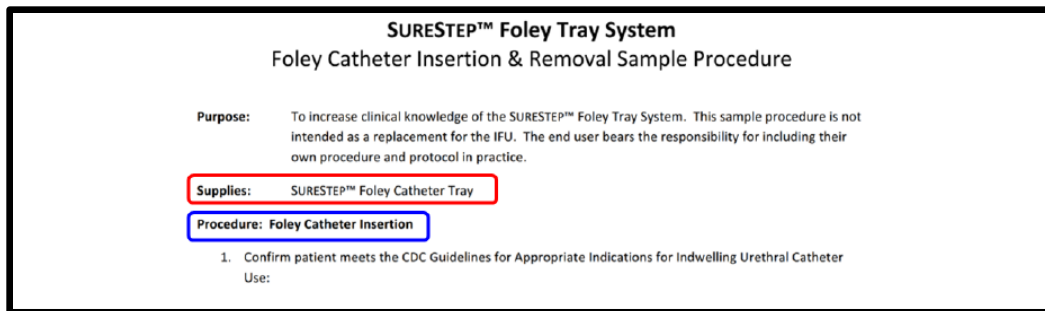 SURESTEP™ Foley Tray System
Foley Catheter Insertion & Removal Sample Procedure
Purpose: To increase clinical knowledge of the SURESTEP™ Foley Tray System. This sample procedure is not
intended as a replacement for the IFU. The end user bears the responsibility for including their
own procedure and protocol in practice.
Supplies: SURESTEP™ Foley Catheter Tray
Procedure: Foley Catheter Insertion
1. Confirm patient meets the CDC Guidelines for Appropriate Indications for Indwelling Urethral Catheter
Use: